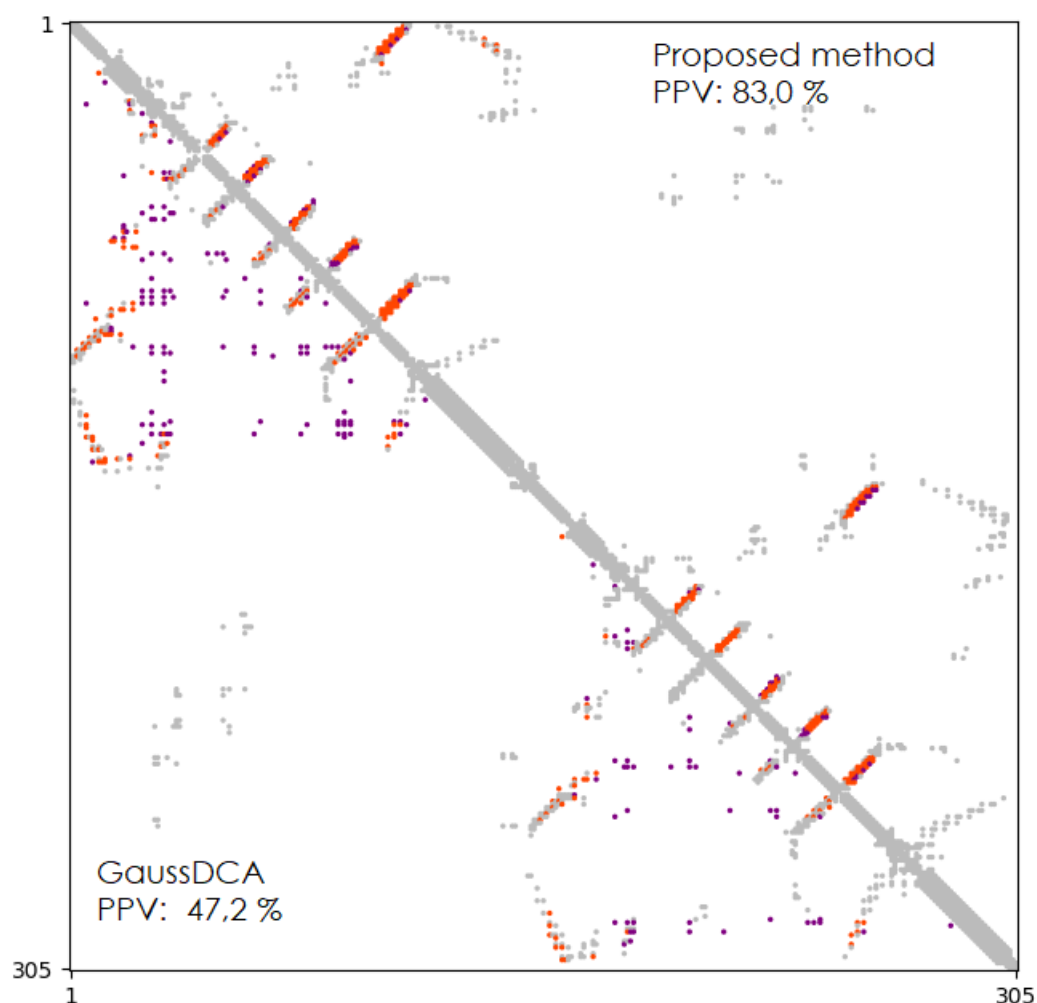 1
Proposed method
PPV: 83,0 %
GaussDCA
PPV: 47,2 %
305
1
305